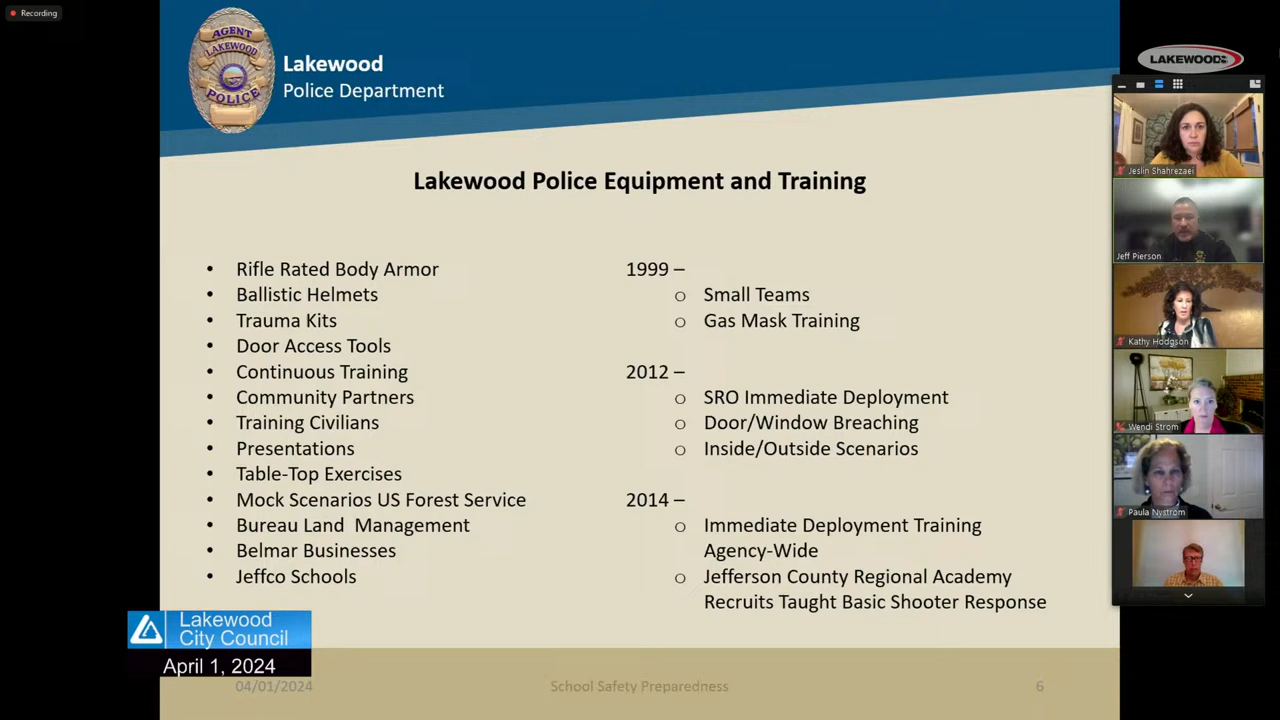 Recording
AGENT
LAKEWOOD
POLICE
Lakewood
Police Department
LAKEWOOD
Lakewood Police Equipment and Training
• Rifle Rated Body Armor
• Ballistic Helmets
• Trauma Kits
• Door Access Tools
• Continuous Training
• Community Partners
• Training Civilians
• Presentations
• Table-Top Exercises
• Mock Scenarios US Forest Service
• Bureau Land  Management
• Belmar Businesses
• Jeffco Schools
1999 –
o Small Teams
o Gas Mask Training
2012 –
o SRO Immediate Deployment
o Door/Window Breaching
o Inside/Outside Scenarios
2014 –
o Immediate Deployment Training
Agency-Wide
o Jefferson County Regional Academy
Recruits Taught Basic Shooter Response
Jeslin Shahrezaei
Jeff Pierson
Kathy Hodgson
Wendi Strom
Paula Nystrom
Lakewood
City Council
April 1, 2024
04/01/2024
School Safety Preparedness
6